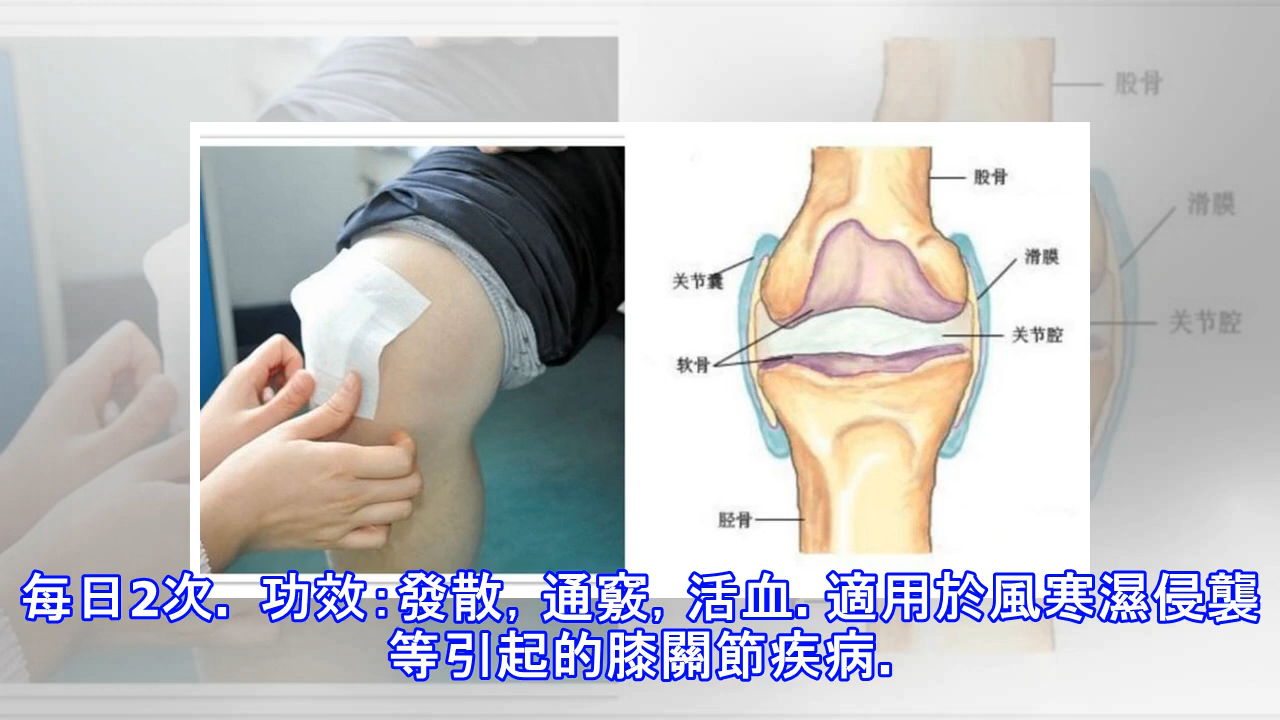 股骨
滑膜
关节囊
关节腔
软骨
胫骨
股骨
滑膜
关节腔
每日2次. 功效:發散, 通竅, 活血. 適用於風寒濕侵襲
等引起的膝關節疾病.